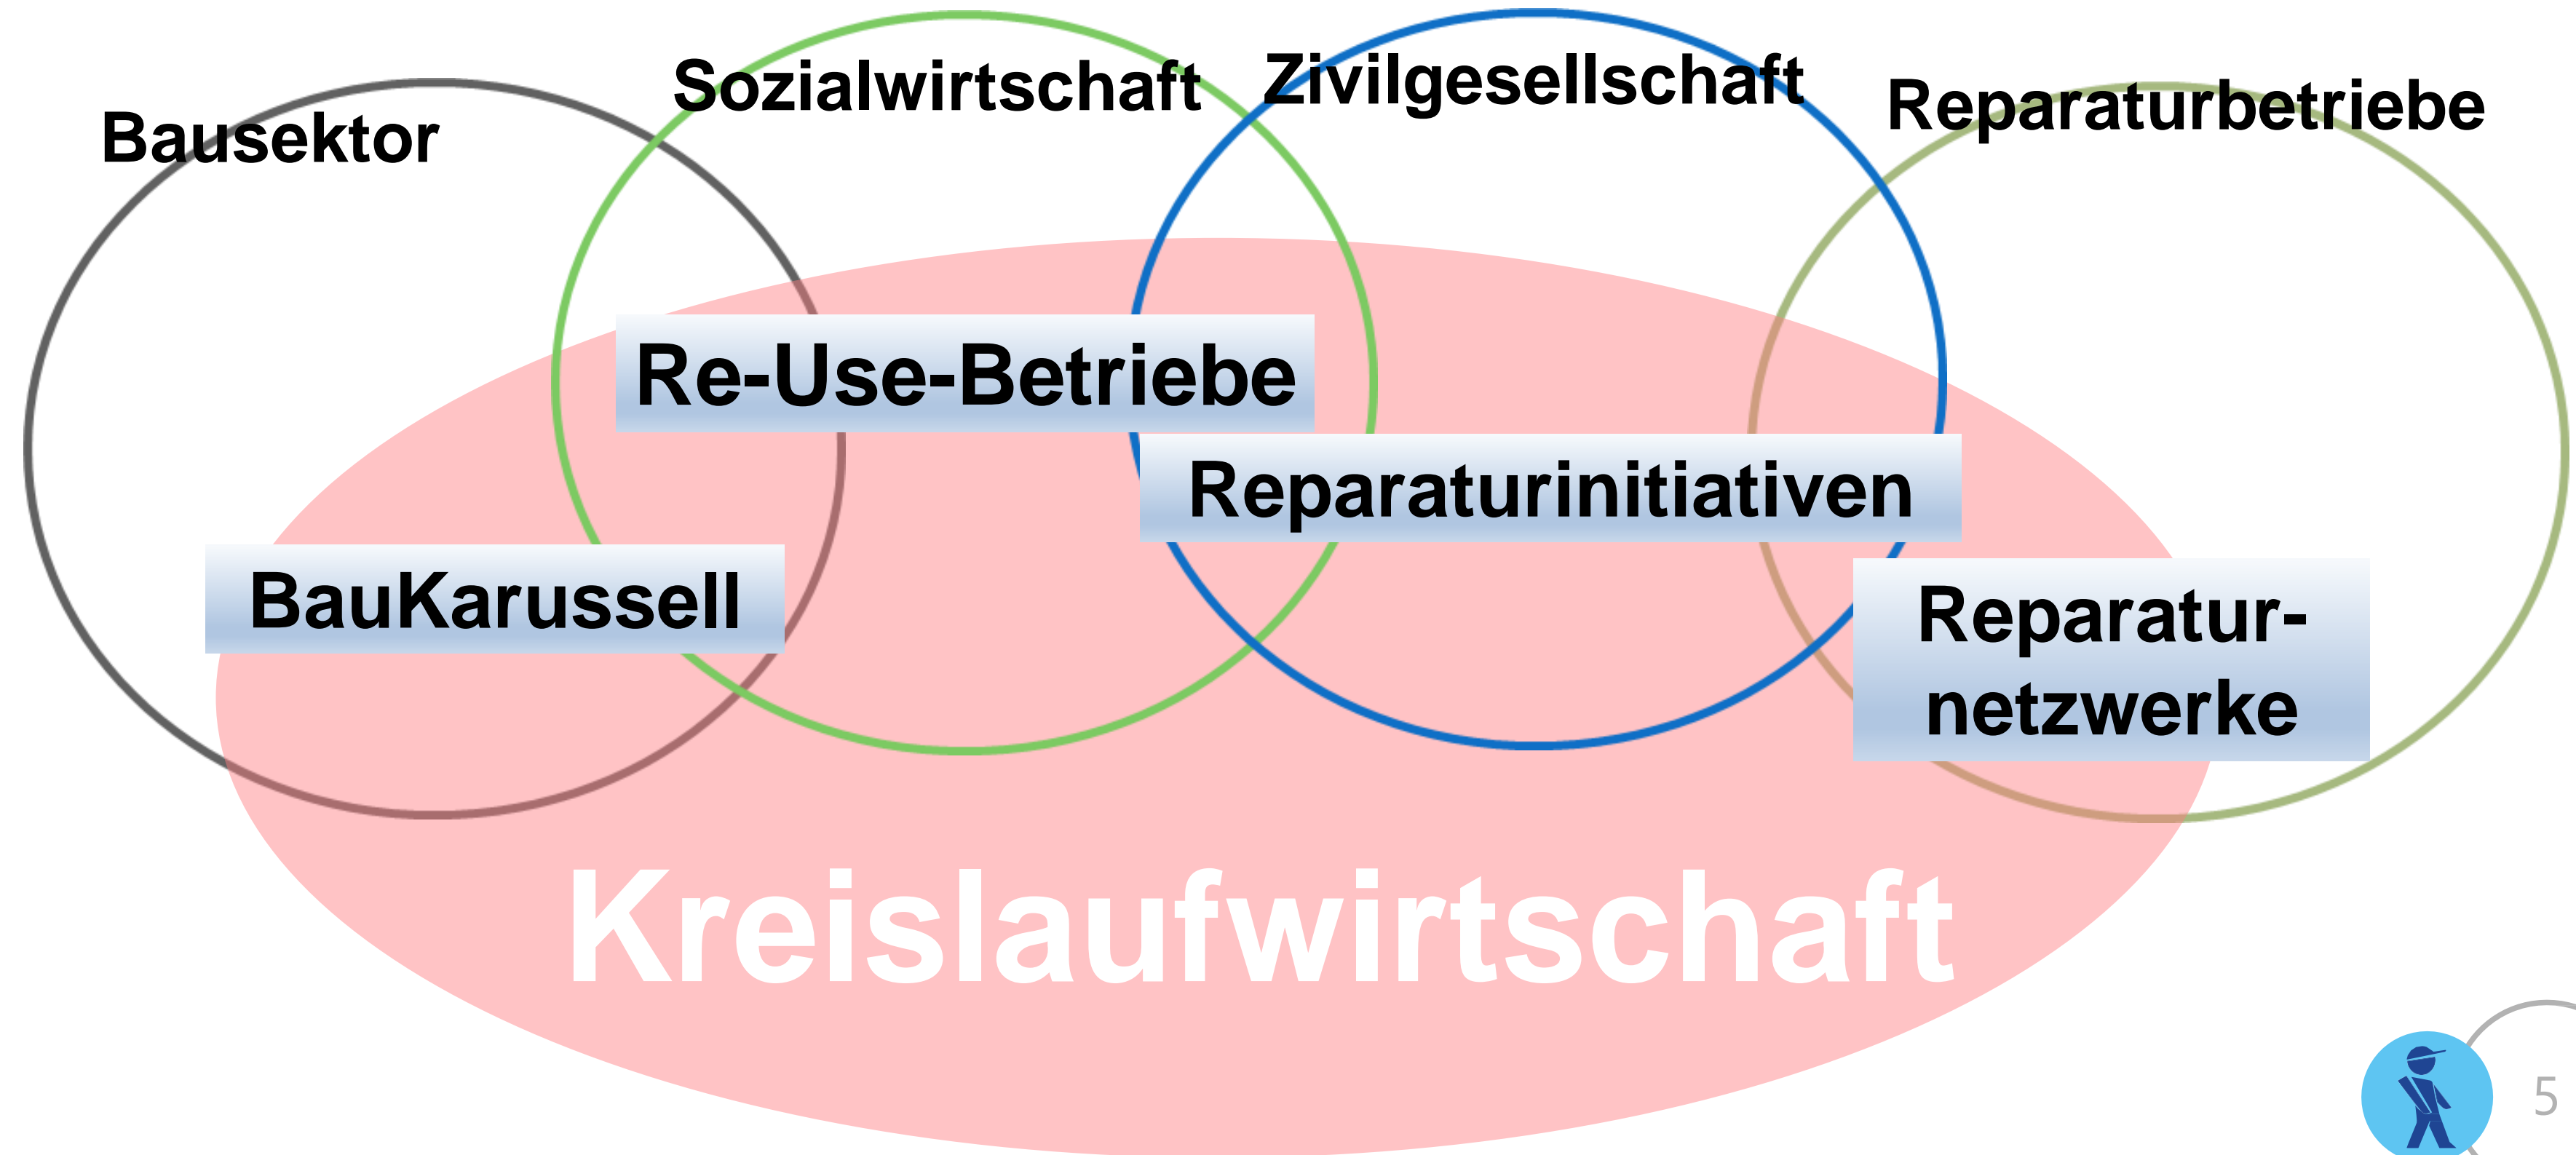 Bausektor
Sozialwirtschaft
Zivilgesellschaft
Reparaturbetriebe
Re-Use-Betriebe
Reparaturinitiativen
BauKarussell
Reparatur-
netzwerke
Kreislaufwirtschaft
5